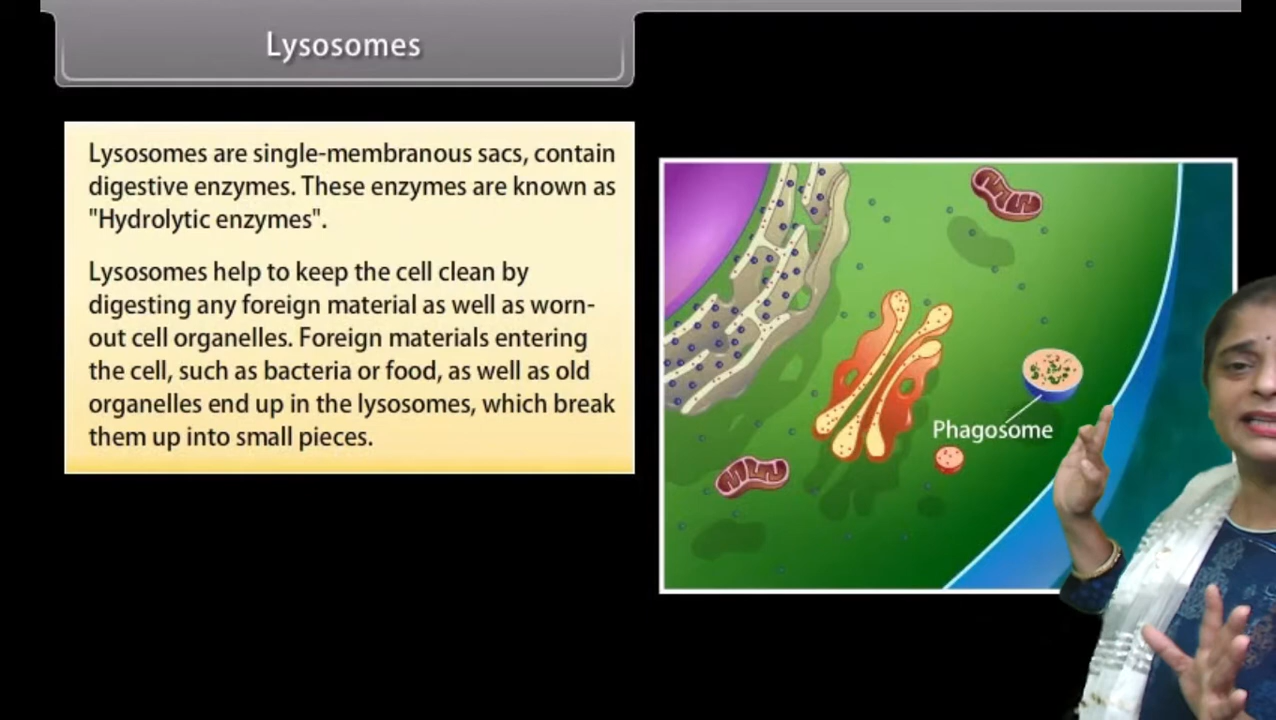 Lysosomes
Lysosomes are single-membranous sacs, contain
digestive enzymes. These enzymes are known as
"Hydrolytic enzymes".
Lysosomes help to keep the cell clean by
digesting any foreign material as well as worn-
out cell organelles. Foreign materials entering
the cell, such as bacteria or food, as well as old
organelles end up in the lysosomes, which break
them up into small pieces.
Phagosome